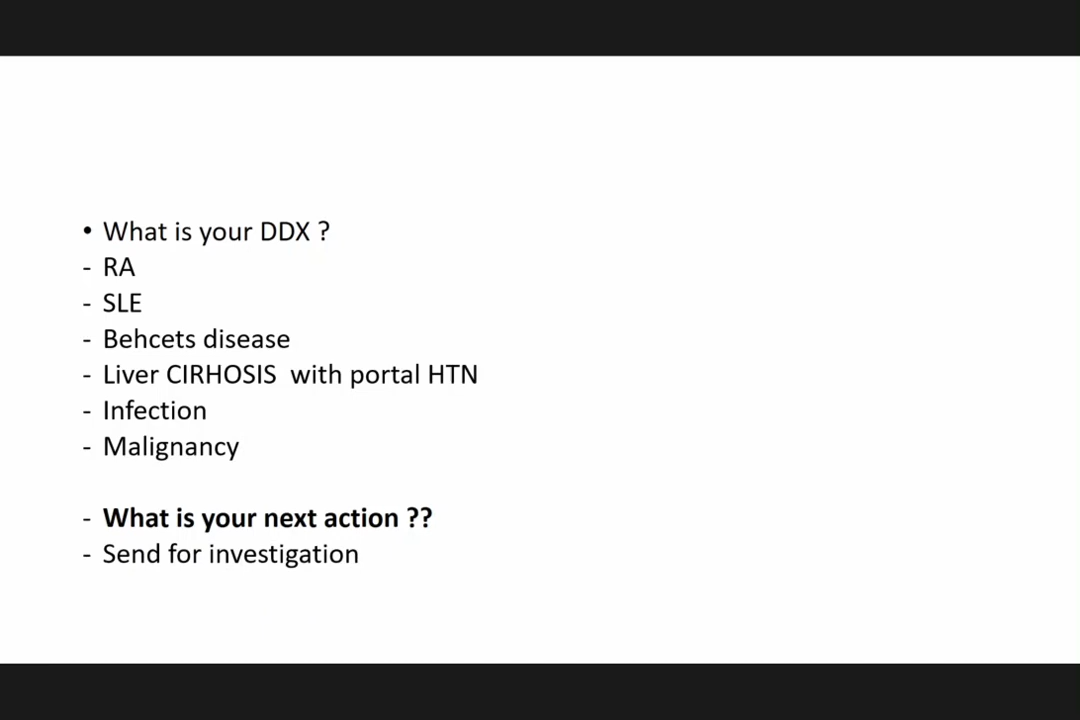 • What is your DDX ?
- RA
- SLE
- Behcets disease
- Liver CIRHOSIS  with portal HTN
- Infection
- Malignancy
- What is your next action ??
- Send for investigation